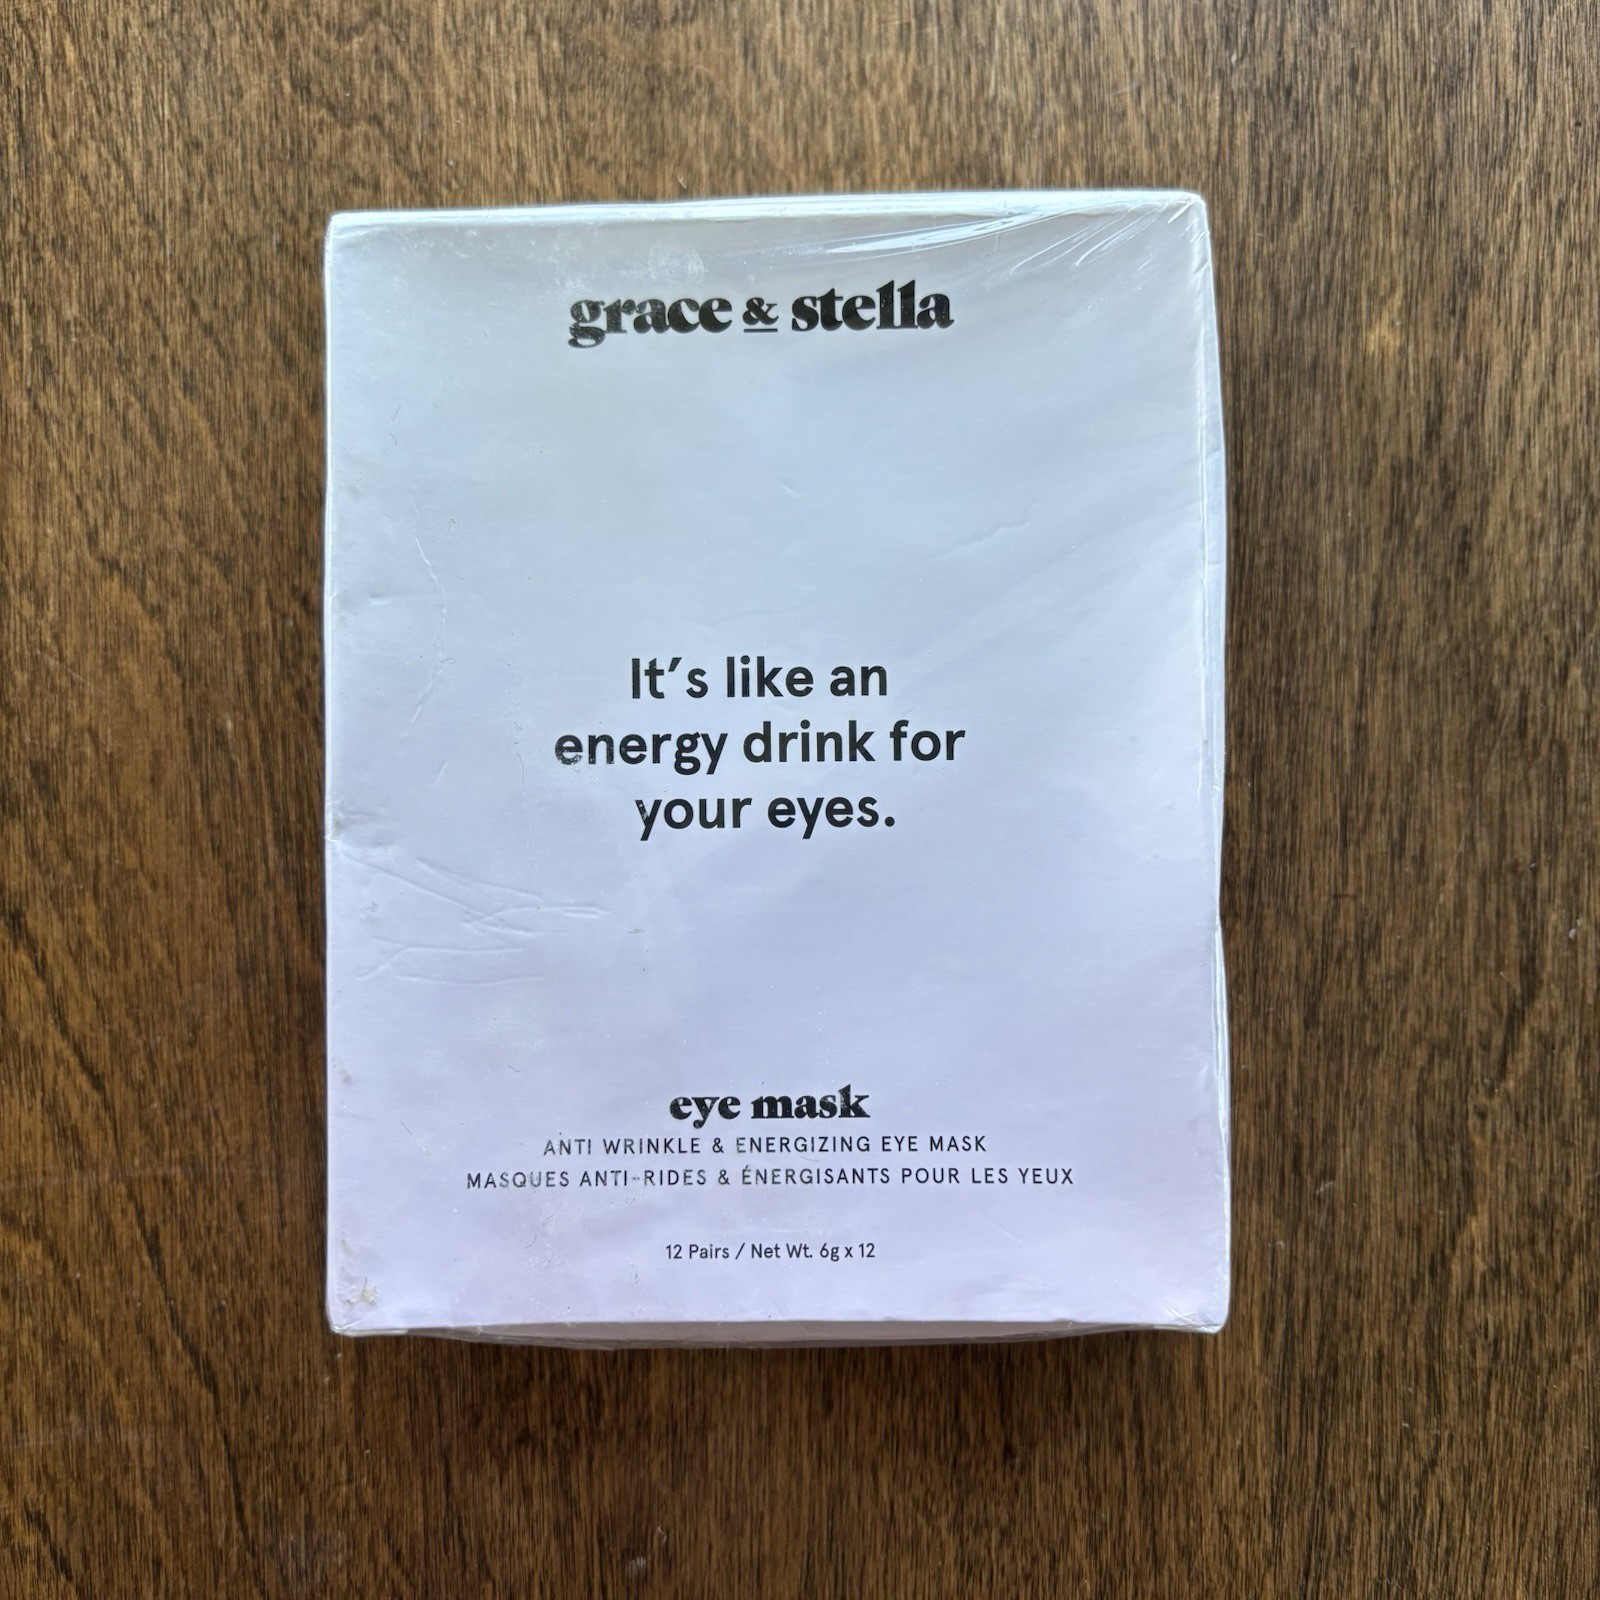 grace & stella
It's like an
energy drink for
your eyes.
eye mask
ANTI WRINKLE & ENERGIZING EYE MASK
MASQUES ANTI-RIDES & ÉNERGISANTS POUR LES YEUX
12 Pairs / Net Wt. 6g x 12